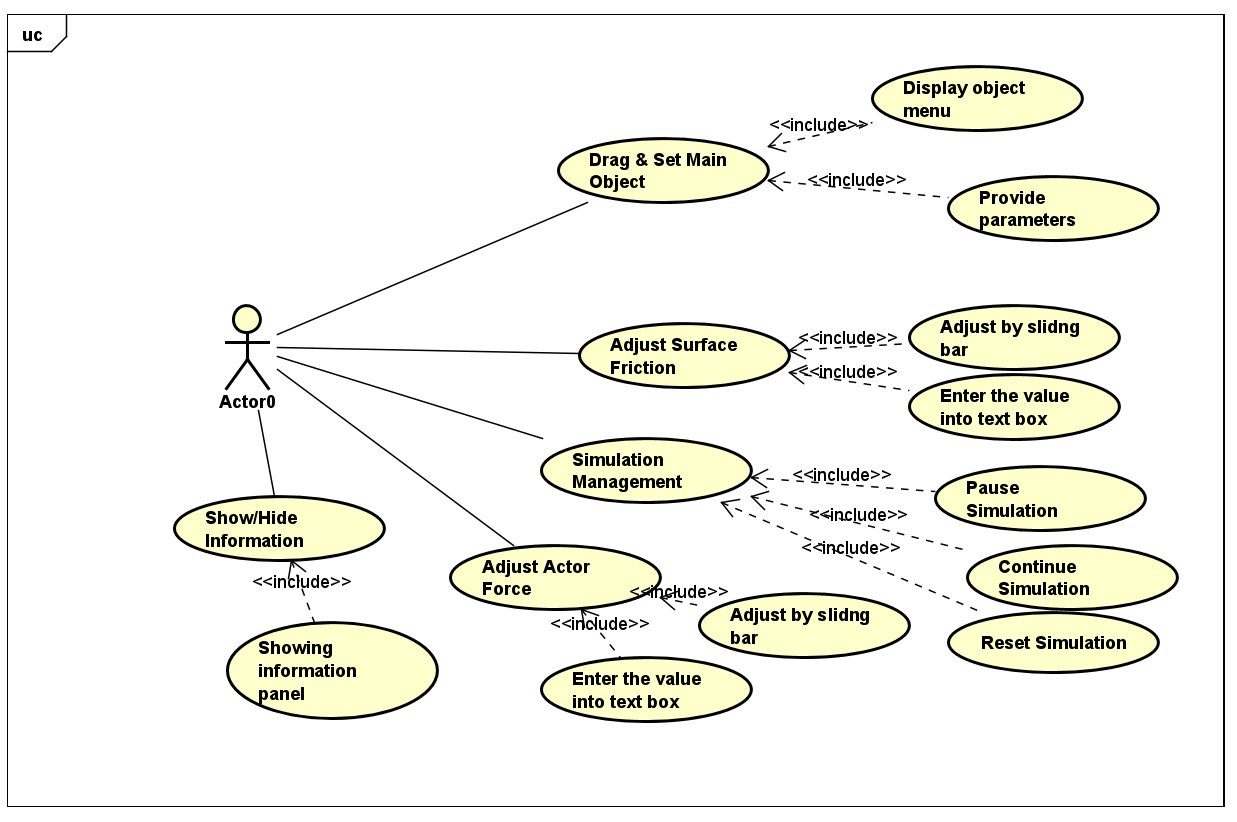 uc
Display object
menu
<<include>>
Drag & Set Main
Object
<<include>>
Provide
parameters
Actor0
Adjust Surface
Friction
<<include>>
Adjust by slidng
bar
<<include>>
Enter the value
into text box
Simulation
Management
<<include>>
Pause
Simulation
<<include>>
Continue
Simulation
<<include>>
Reset Simulation
Show/Hide
Information
<<include>>
Showing
information
panel
Adjust Actor
Force
<<include>>
Adjust by slidng
bar
<<include>>
Enter the value
into text box